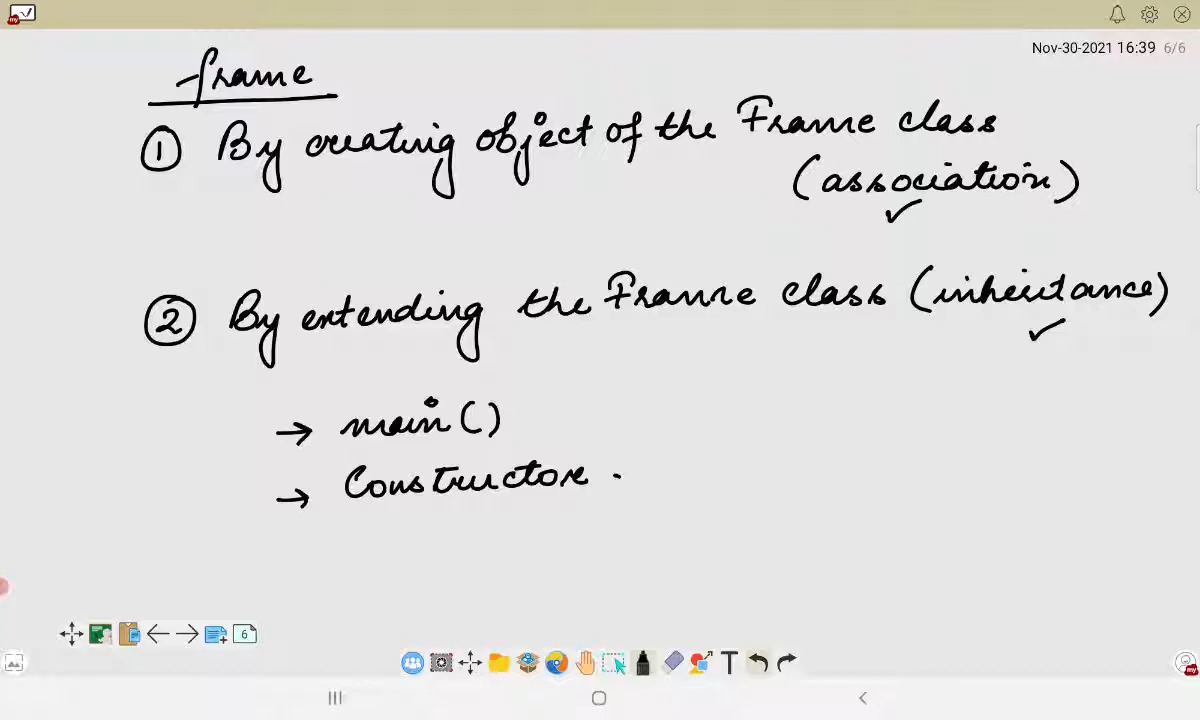 Nov-30-2021 16:39 6/6
frame
① By creating object of the Frame class
(association)
② By extending the Frame class (inheritance)
→ main()
→ Constructor.
6
T